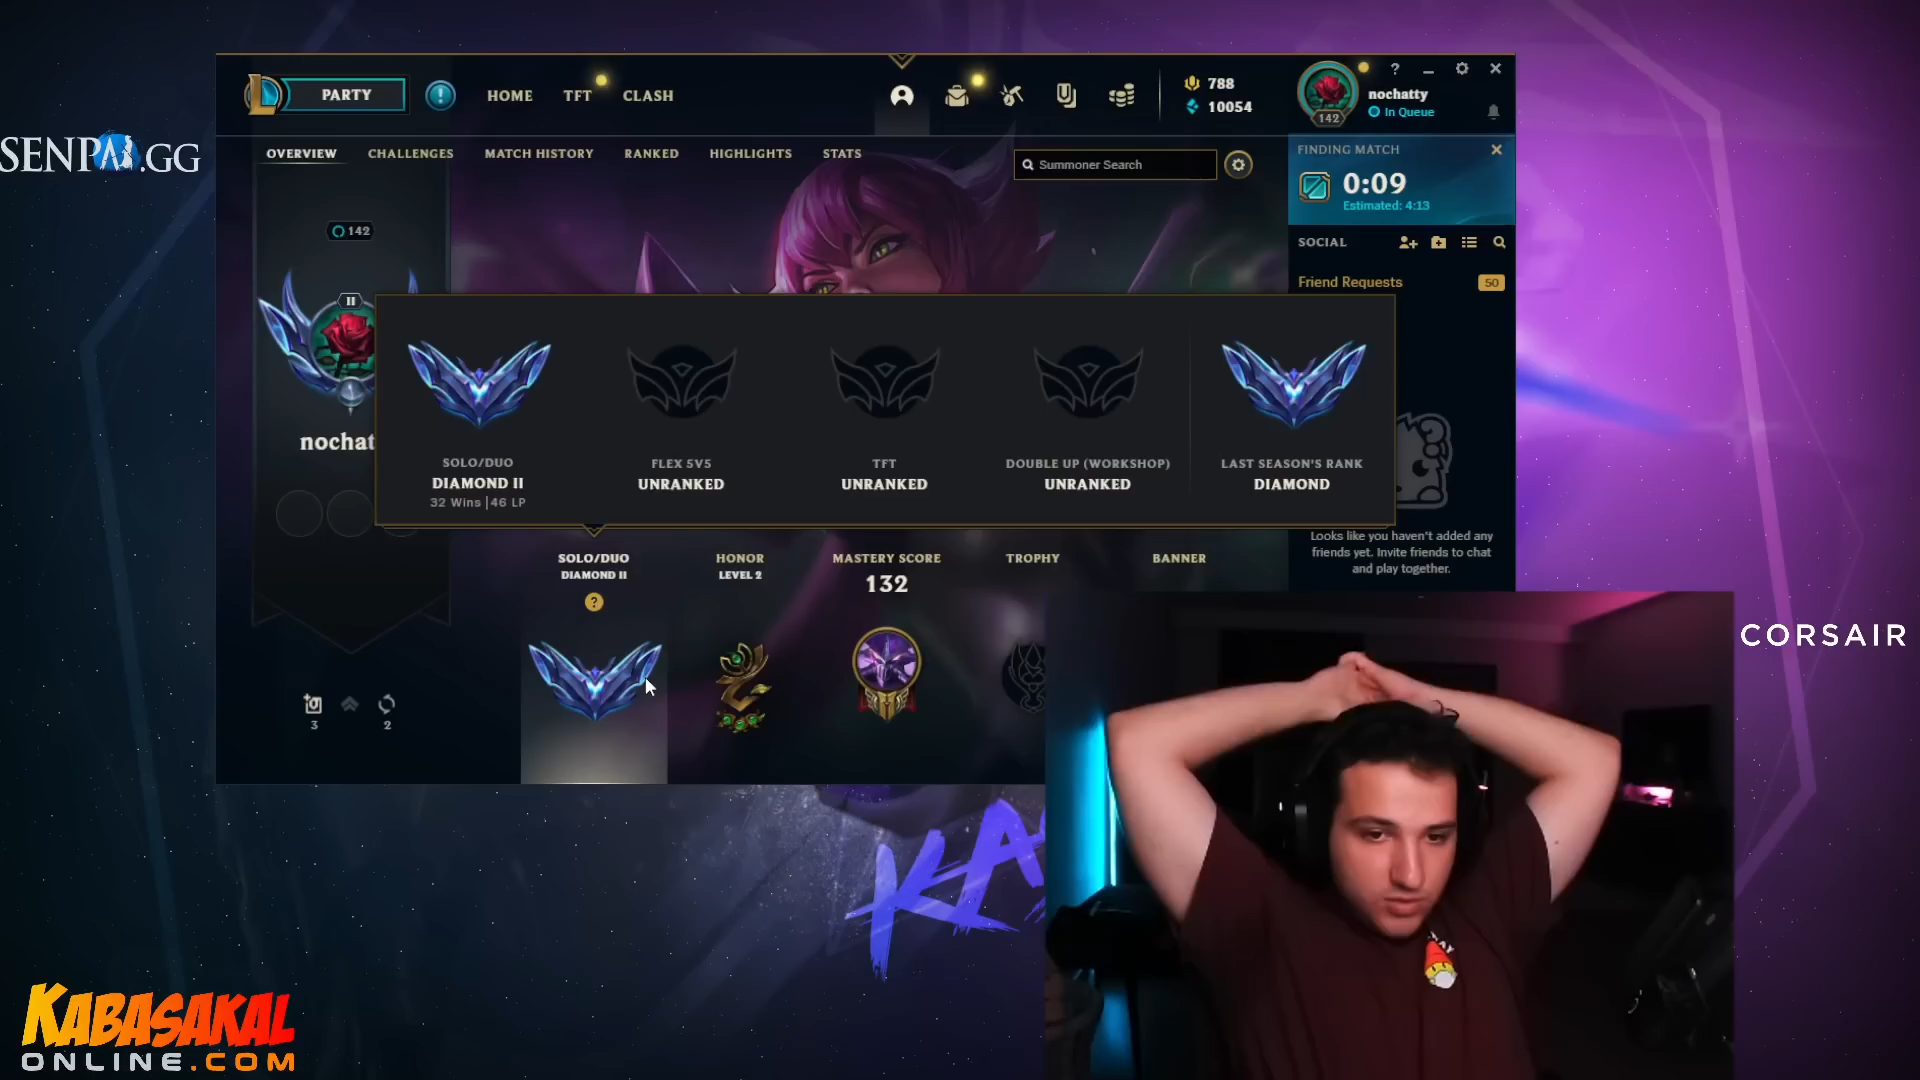 PARTY
HOME
TFT
CLASH
788
10054
142
nochatty
In Queue
SENPAI.GG
OVERVIEW
CHALLENGES
MATCH HISTORY
RANKED
HIGHLIGHTS
STATS
Summoner Search
FINDING MATCH
0:09
Estimated: 4:13
SOCIAL
Friend Requests
50
142
II
nochat
SOLO/DUO
DIAMOND II
32 Wins | 46 LP
FLEX 5V5
UNRANKED
TFT
UNRANKED
DOUBLE UP (WORKSHOP)
UNRANKED
LAST SEASON'S RANK
DIAMOND
Looks like you haven't added any
friends yet. Invite friends to chat
and play together.
SOLO/DUO
DIAMOND II
?
HONOR
LEVEL 2
MASTERY SCORE
132
TROPHY
BANNER
3
2
CORSAIR
KA
KABASAKAL
ONLINE.COM